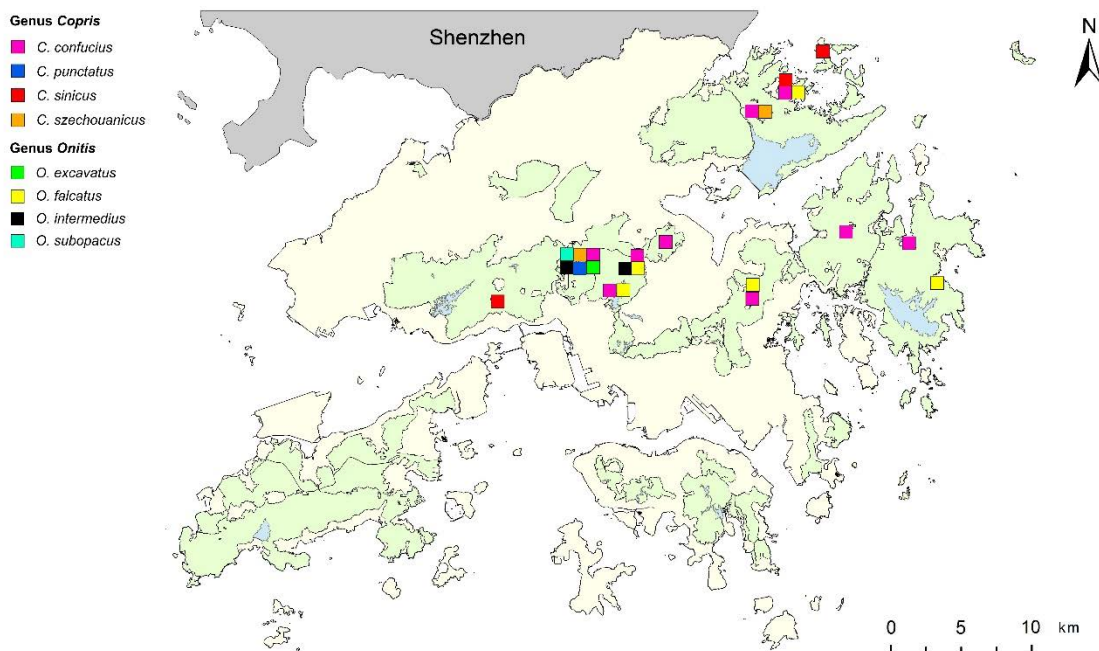 Genus Copris
C. confucius
C. punctatus
C. sinicus
C. szechouanicus
Genus Onitis
O. excavatus
O. falcatus
O. intermedius
O. subopacus
Shenzhen
N
0 5 10 km